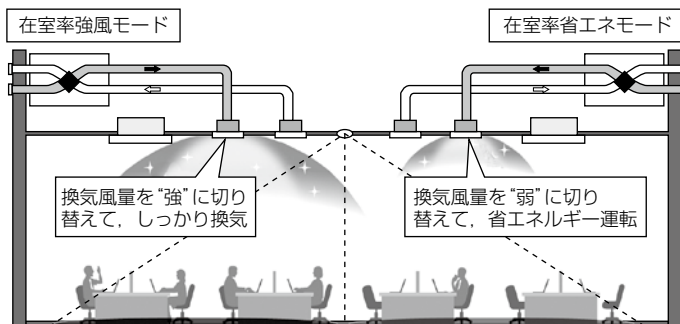 在室率強風モード
在室率省エネモード
換気風量を“強”に切り
替えて，しっかり換気
換気風量を“弱”に切り
替えて，省エネルギー運転